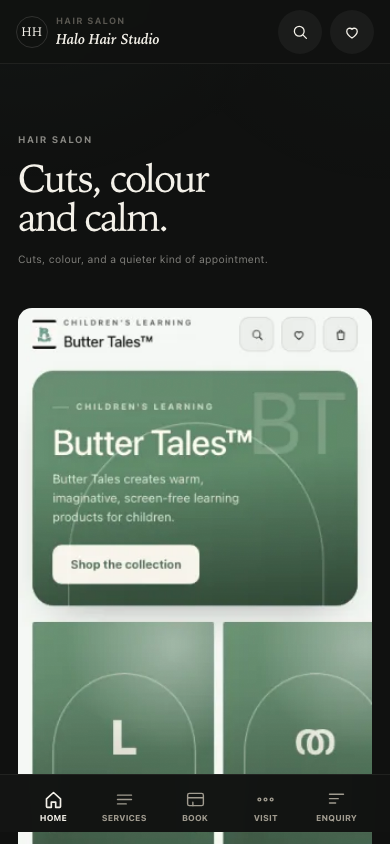 HH
HAIR SALON
Halo Hair Studio
HAIR SALON
Cuts, colour
and calm.
Cuts, colour, and a quieter kind of appointment.
CHILDREN'S LEARNING
Butter Tales™
BT
CHILDREN'S LEARNING
Butter Tales™
Butter Tales creates warm,
imaginative, screen-free learning
products for children.
Shop the collection
L
HOME
SERVICES
BOOK
VISIT
ENQUIRY